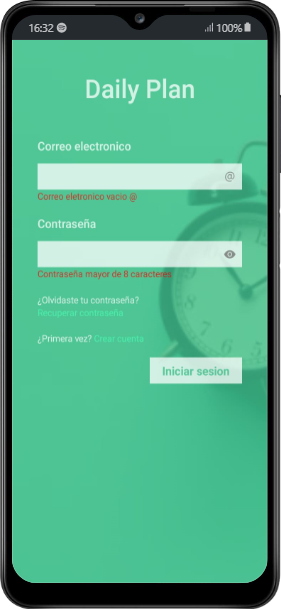 16:32 100%
Daily Plan
Correo electronico
@
Correo eletronico vacio @
Contraseña
Contraseña mayor de 8 caracteres
¿Olvidaste tu contraseña?
Recuperar contraseña
¿Primera vez? Crear cuenta
Iniciar sesion